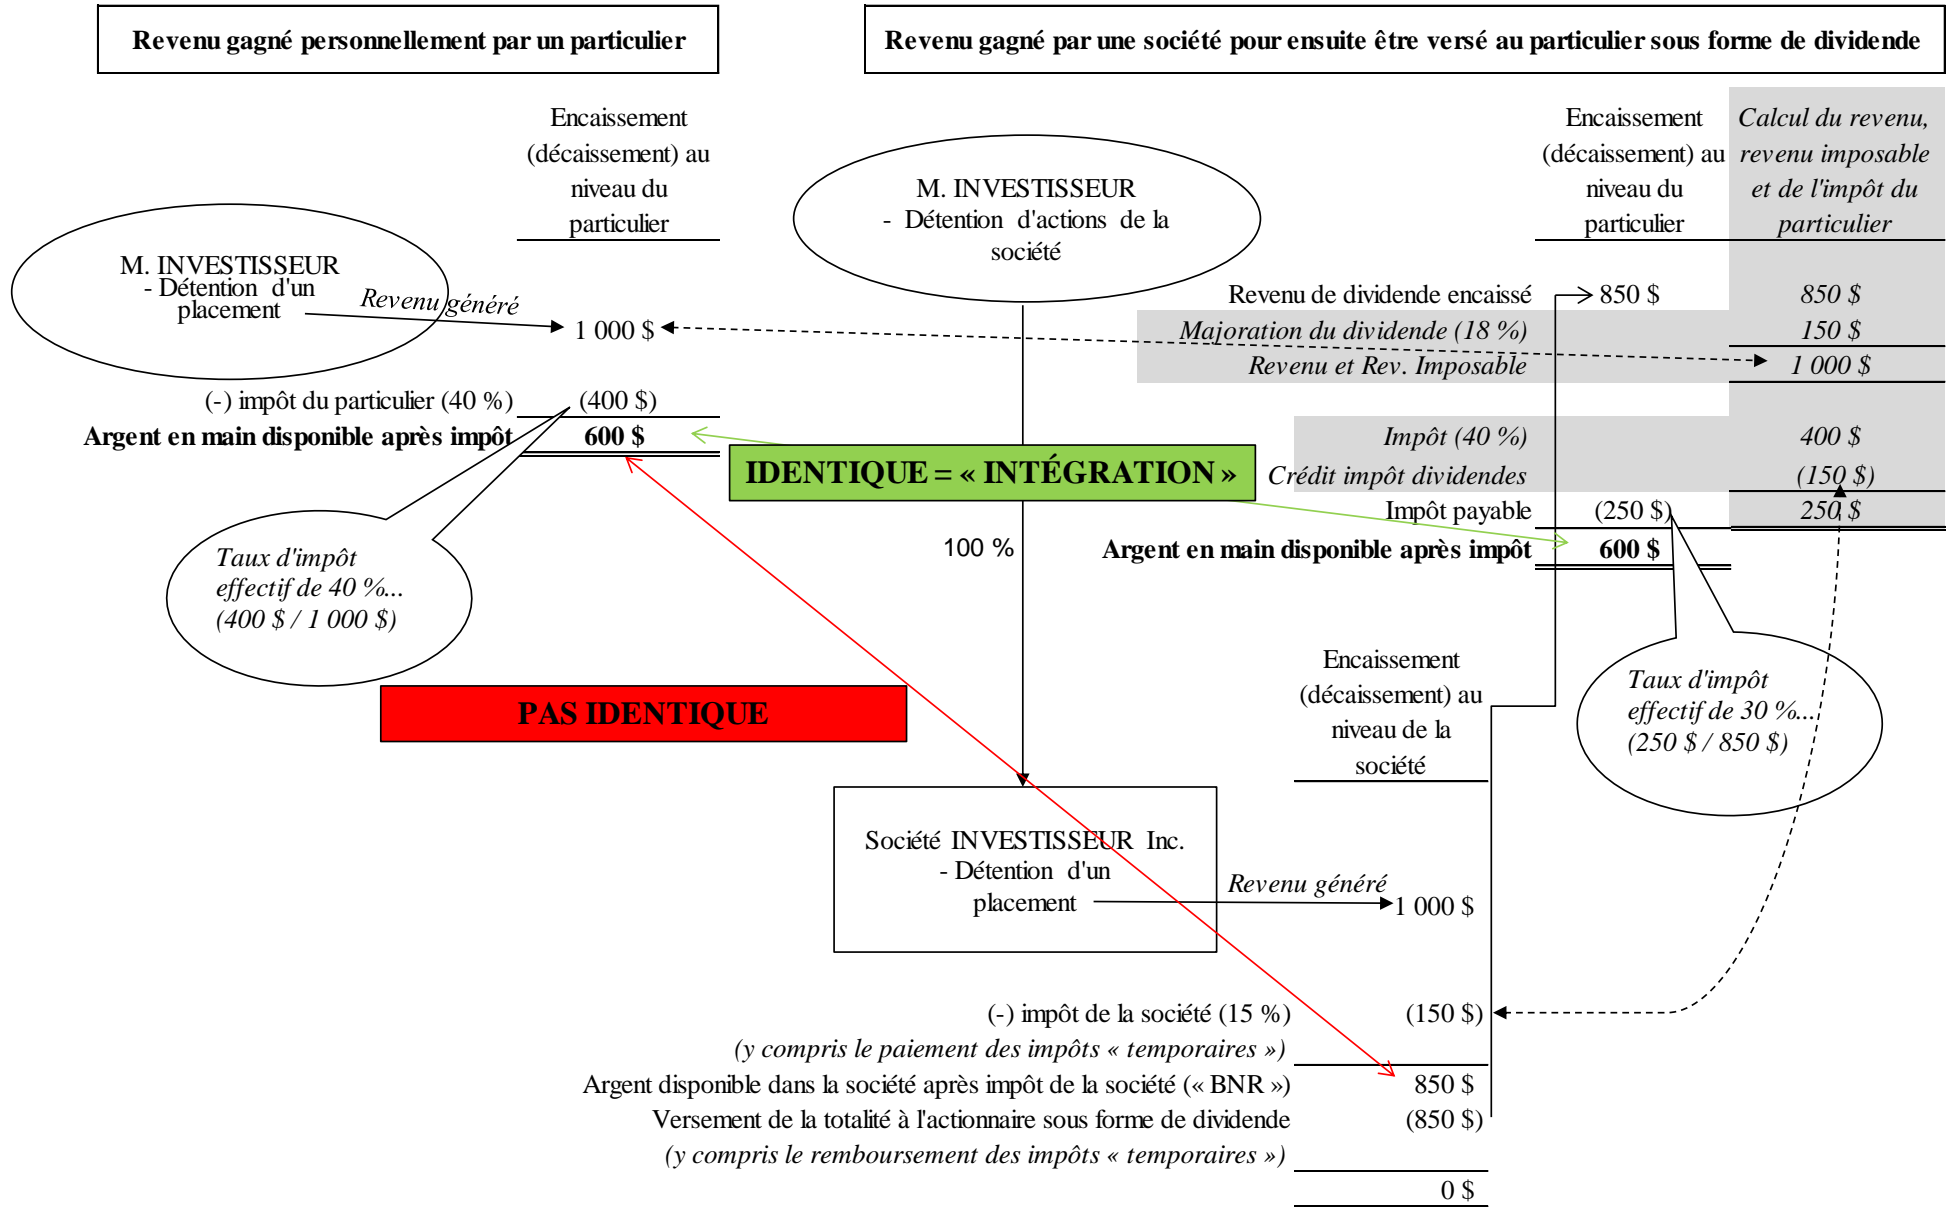 Revenu gagné personnellement par un particulier
Revenu gagné par une société pour ensuite être versé au particulier sous forme de dividende
Encaissement
(décaissement) au
niveau du
particulier
M. INVESTISSEUR
- Détention d'un
placement
Revenu généré
1 000 $
(-) impôt du particulier (40 %)
(400 $)
Argent en main disponible après impôt
600 $
Taux d'impôt
effectif de 40 %...
(400 $ / 1 000 $)
M. INVESTISSEUR
- Détention d'actions de la
société
Encaissement
(décaissement) au
niveau du
particulier
Calcul du revenu,
revenu imposable
et de l'impôt du
particulier
Revenu de dividende encaissé
850 $
850 $
Majoration du dividende (18 %)
150 $
Revenu et Rev. Imposable
1 000 $
Impôt (40 %)
400 $
IDENTIQUE = « INTÉGRATION »
Crédit impôt dividendes
(150 $)
Impôt payable
(250 $)
250 $
100 %
Argent en main disponible après impôt
600 $
Taux d'impôt
effectif de 30 %...
(250 $ / 850 $)
PAS IDENTIQUE
Encaissement
(décaissement) au
niveau de la
société
Société INVESTISSEUR Inc.
- Détention d'un
placement
Revenu généré
1 000 $
(-) impôt de la société (15 %)
(150 $)
(y compris le paiement des impôts « temporaires »)
Argent disponible dans la société après impôt de la société (« BNR »)
850 $
Versement de la totalité à l'actionnaire sous forme de dividende
(850 $)
(y compris le remboursement des impôts « temporaires »)
0 $